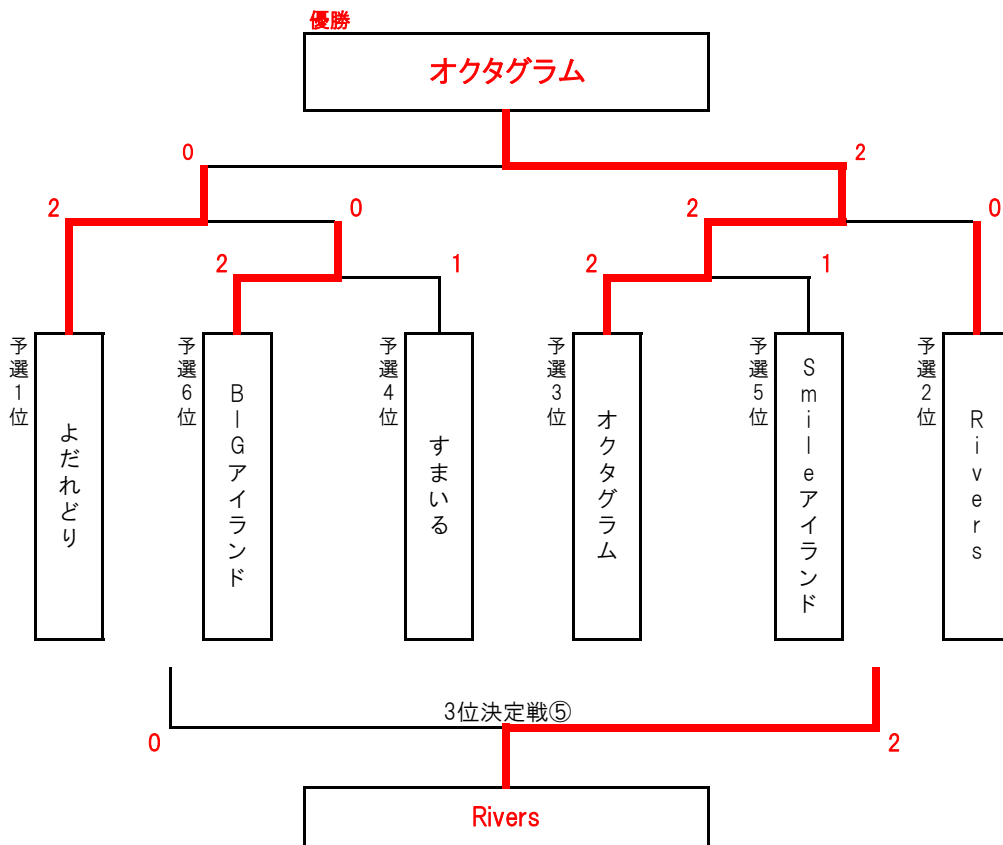 優勝
オクタグラム
0
2
2
0
2
0
2
1
2
1
予選1位
よだれどり
予選6位
BIGアイランド
予選4位
すまいる
予選3位
オクタグラム
予選5位
Smileアイランド
予選2位
Rivers
3位決定戦⑤
0
2
Rivers